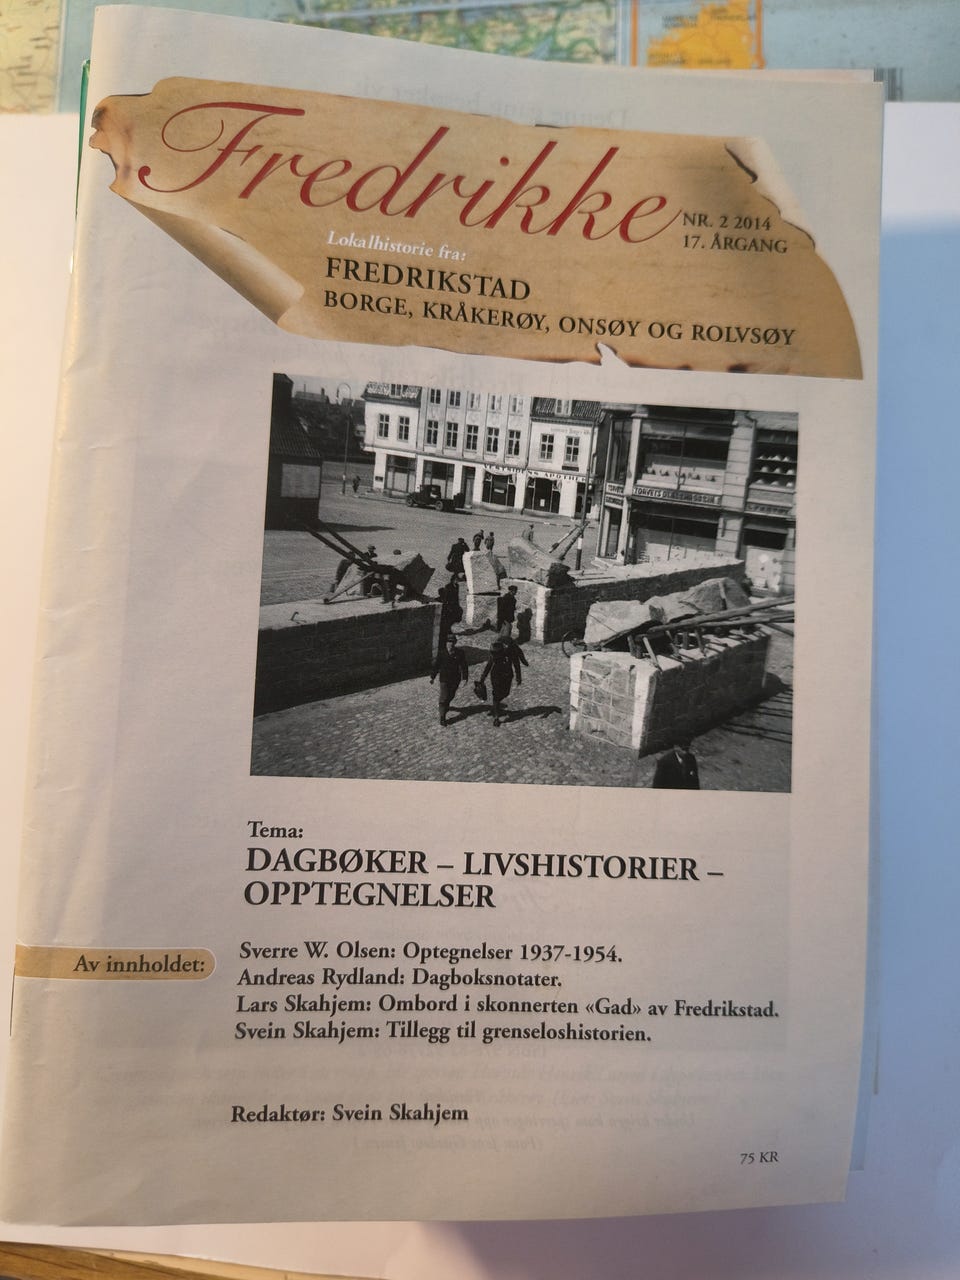 Fredrikke
NR. 2 2014
17. ÅRGANG
Lokalhistorie fra:
FREDRIKSTAD
BORGE, KRÅKERØY, ONSØY OG ROLVSØY
VESTSIDENS APOTHEK
Tema:
DAGBØKER – LIVSHISTORIER –
OPPTEGNELSER
Av innholdet:
Sverre W. Olsen: Optegnelser 1937-1954.
Andreas Rydland: Dagboksnotater.
Lars Skahjem: Ombord i skonnerten «Gad» av Fredrikstad.
Svein Skahjem: Tillegg til grenseloshistorien.
Redaktør: Svein Skahjem
75 KR